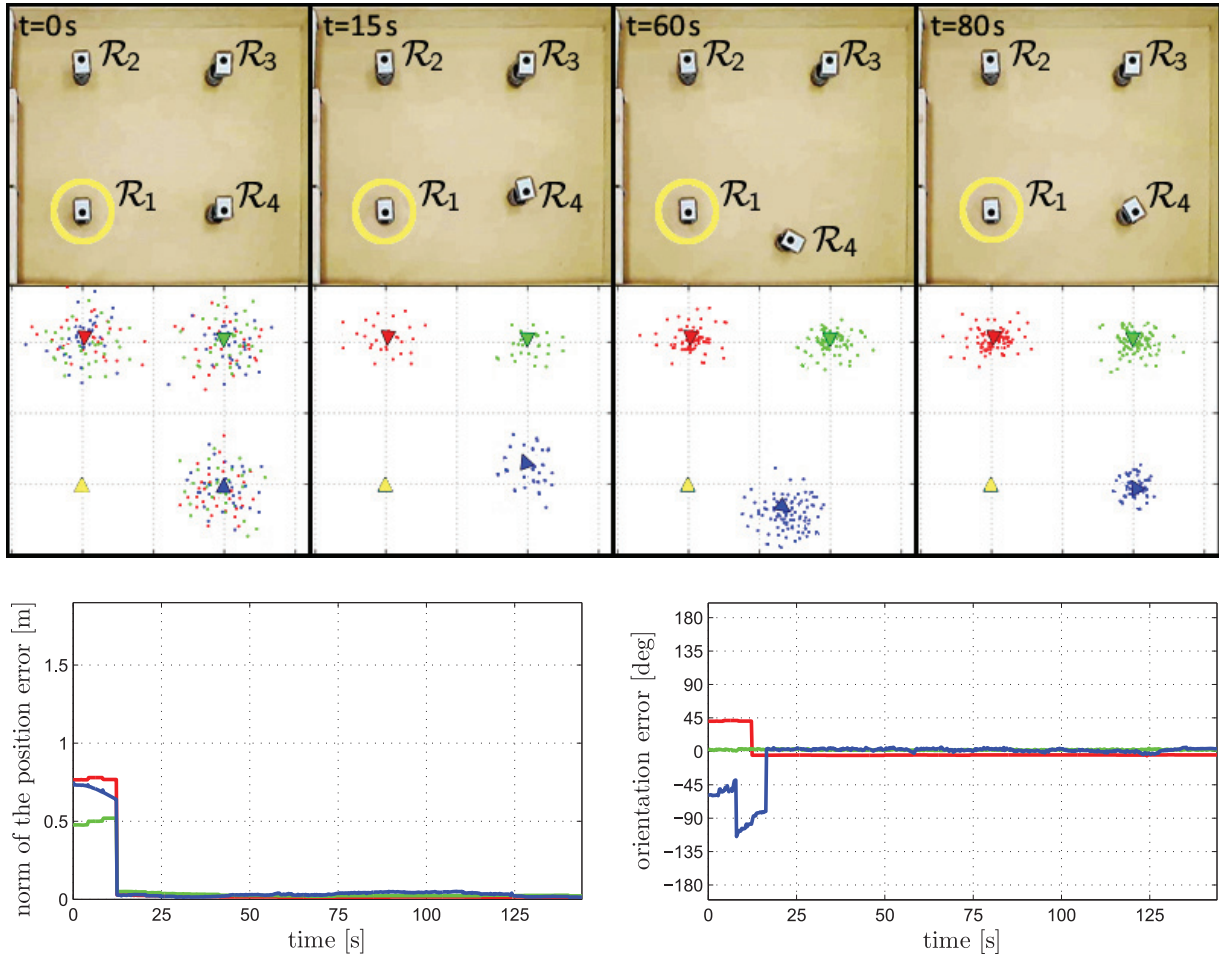 t=0s
t=15s
t=60s
t=80s
R₂ R₃
R₂ R₃
R₂ R₃
R₂ R₃
R₁ R₄
R₁ R₄
R₁ R₄
R₁ R₄
norm of the position error [m]
1.5
1
0.5
0
0 25 50 75 100 125
time [s]
orientation error [deg]
180
135
90
45
0
−45
−90
−135
−180
0 25 50 75 100 125
time [s]